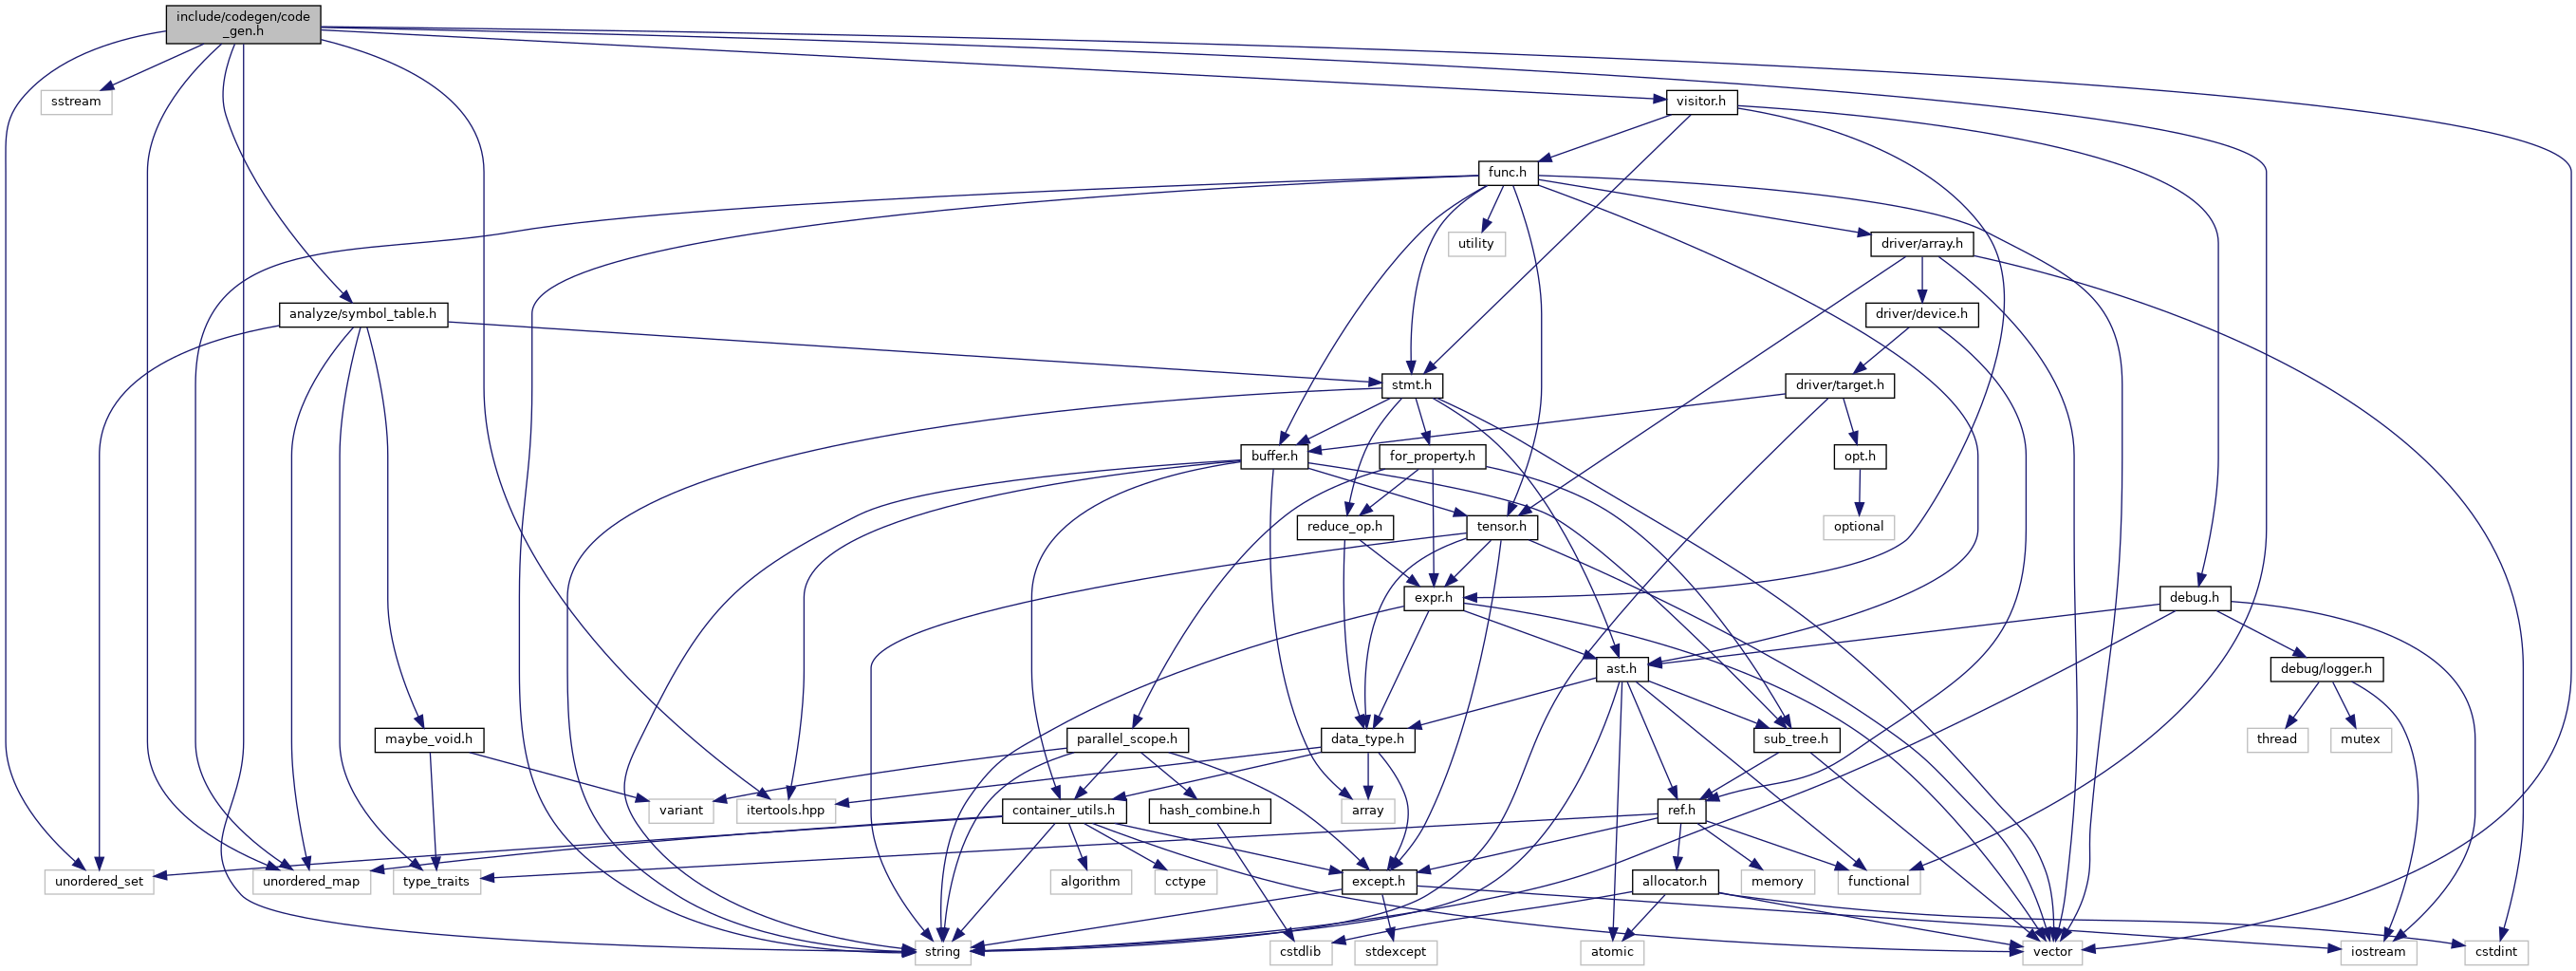 include/codegen/code
_gen.h
sstream
visitor.h
func.h
utility
driver/array.h
analyze/symbol_table.h
driver/device.h
stmt.h
driver/target.h
buffer.h
for_property.h
opt.h
reduce_op.h
tensor.h
optional
expr.h
debug.h
ast.h
debug/logger.h
maybe_void.h
parallel_scope.h
data_type.h
sub_tree.h
thread
mutex
variant
itertools.hpp
container_utils.h
hash_combine.h
array
ref.h
unordered_set
unordered_map
type_traits
algorithm
cctype
except.h
allocator.h
memory
functional
string
cstdlib
stdexcept
atomic
vector
iostream
cstdint